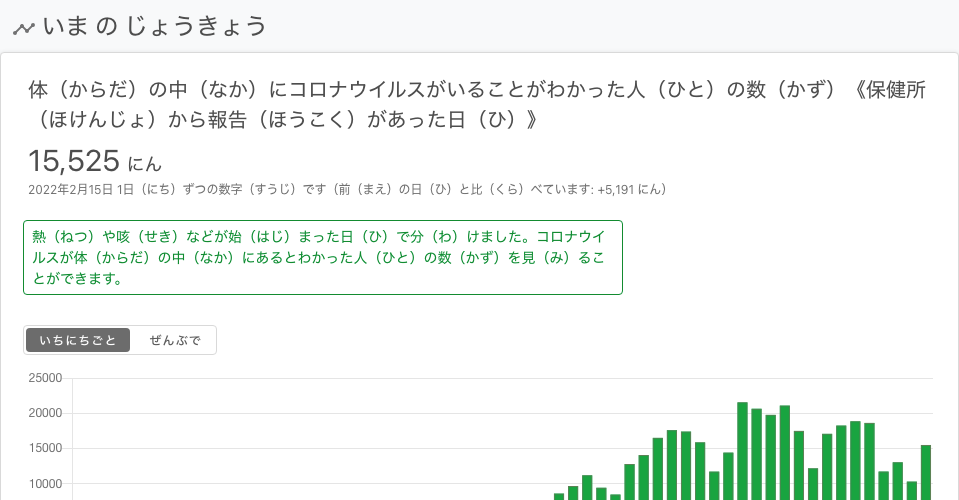 いま の じょうきょう
体（からだ）の中（なか）にコロナウイルスがいることがわかった人（ひと）の数（かず）《保健所
（ほけんじょ）から報告（ほうこく）があった日（ひ）》
15,525 にん
2022年2月15日 1日（にち）ずつの数字（すうじ）です（前（まえ）の日（ひ）と比（くら）べています: +5,191 にん）
熱（ねつ）や咳（せき）などが始（はじ）まった日（ひ）で分（わ）けました。コロナウイ
ルスが体（からだ）の中（なか）にあるとわかった人（ひと）の数（かず）を見（み）るこ
とができます。
いちにちごと ぜんぶで
25000
20000
15000
10000